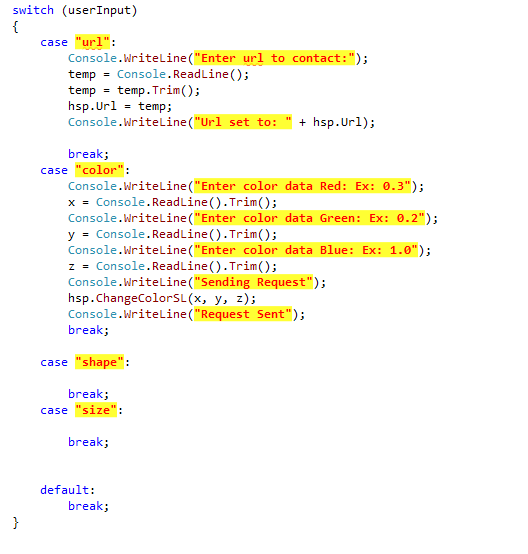 switch (userInput)
{
    case "url":
        Console.WriteLine("Enter url to contact:");
        temp = Console.ReadLine();
        temp = temp.Trim();
        hsp.Url = temp;
        Console.WriteLine("Url set to: " + hsp.Url);

        break;
    case "color":
        Console.WriteLine("Enter color data Red: Ex: 0.3");
        x = Console.ReadLine().Trim();
        Console.WriteLine("Enter color data Green: Ex: 0.2");
        y = Console.ReadLine().Trim();
        Console.WriteLine("Enter color data Blue: Ex: 1.0");
        z = Console.ReadLine().Trim();
        Console.WriteLine("Sending Request");
        hsp.ChangeColorSL(x, y, z);
        Console.WriteLine("Request Sent");
        break;

    case "shape":

        break;
    case "size":

        break;


    default:
        break;
}